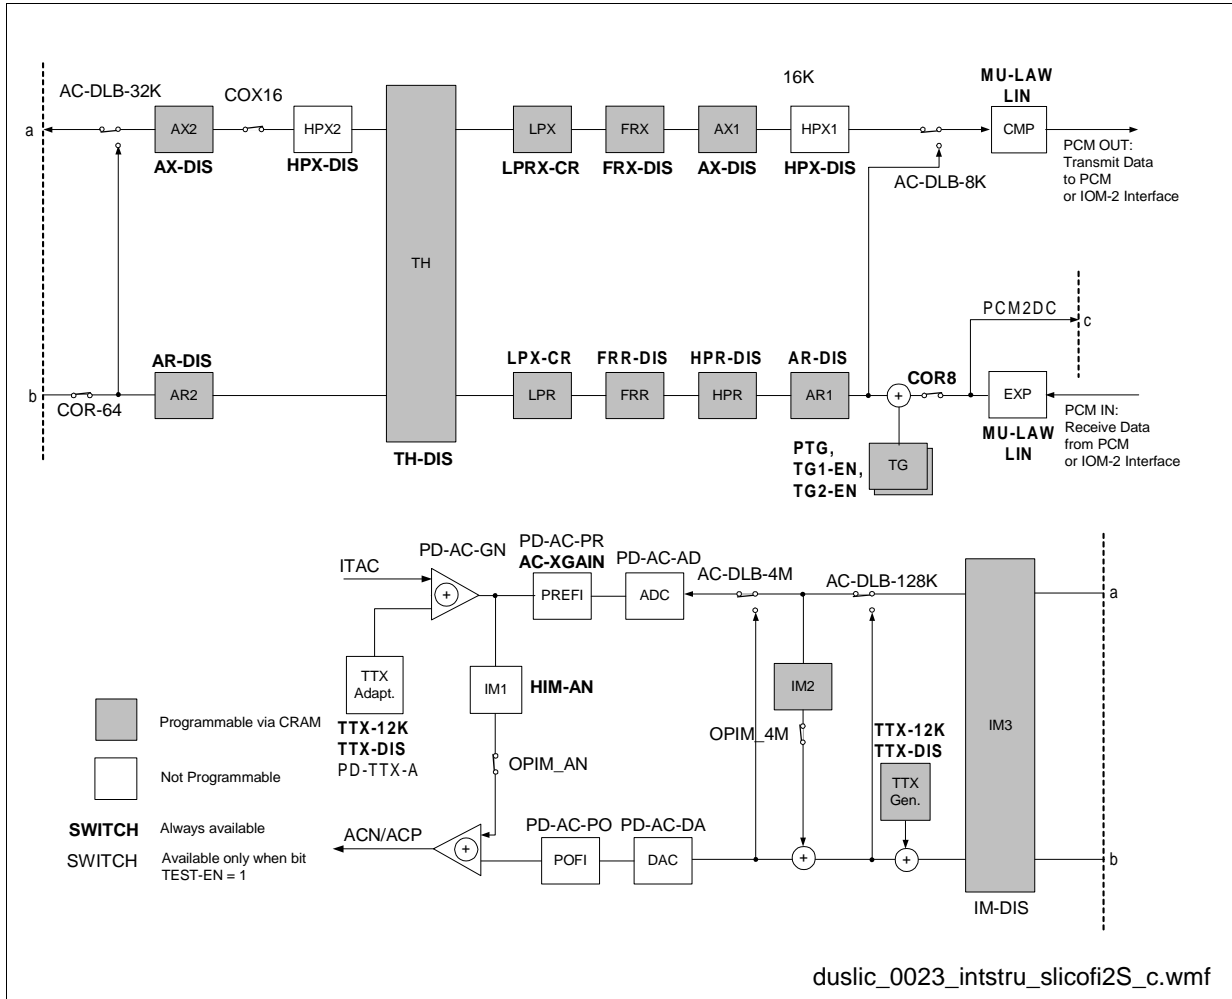 16K
MU-LAW
LIN
AC-DLB-32K
COX16
a
AX2
HPX2
LPX
FRX
AX1
HPX1
CMP
AX-DIS
HPX-DIS
LPRX-CR
FRX-DIS
AX-DIS
HPX-DIS
AC-DLB-8K
PCM OUT:
Transmit Data
to PCM
or IOM-2 Interface
TH
PCM2DC
c
AR-DIS
LPX-CR
FRR-DIS
HPR-DIS
AR-DIS
COR8
b
COR-64
AR2
LPR
FRR
HPR
AR1
+
EXP
TH-DIS
MU-LAW
LIN
PCM IN:
Receive Data
from PCM
or IOM-2 Interface
PTG,
TG1-EN,
TG2-EN
TG
PD-AC-GN
PD-AC-PR
AC-XGAIN
PD-AC-AD
AC-DLB-4M
AC-DLB-128K
ITAC
+
PREFI
ADC
a
TTX
Adapt.
IM1
HIM-AN
IM2
IM3
TTX-12K
TTX-DIS
PD-TTX-A
OPIM_AN
OPIM_4M
TTX-12K
TTX-DIS
TTX
Gen.
Programmable via CRAM
Not Programmable
SWITCH
Always available
SWITCH
Available only when bit
TEST-EN = 1
ACN/ACP
+
PD-AC-PO
PD-AC-DA
POFI
DAC
+
+
b
IM-DIS
duslic_0023_intstru_slicofi2S_c.wmf